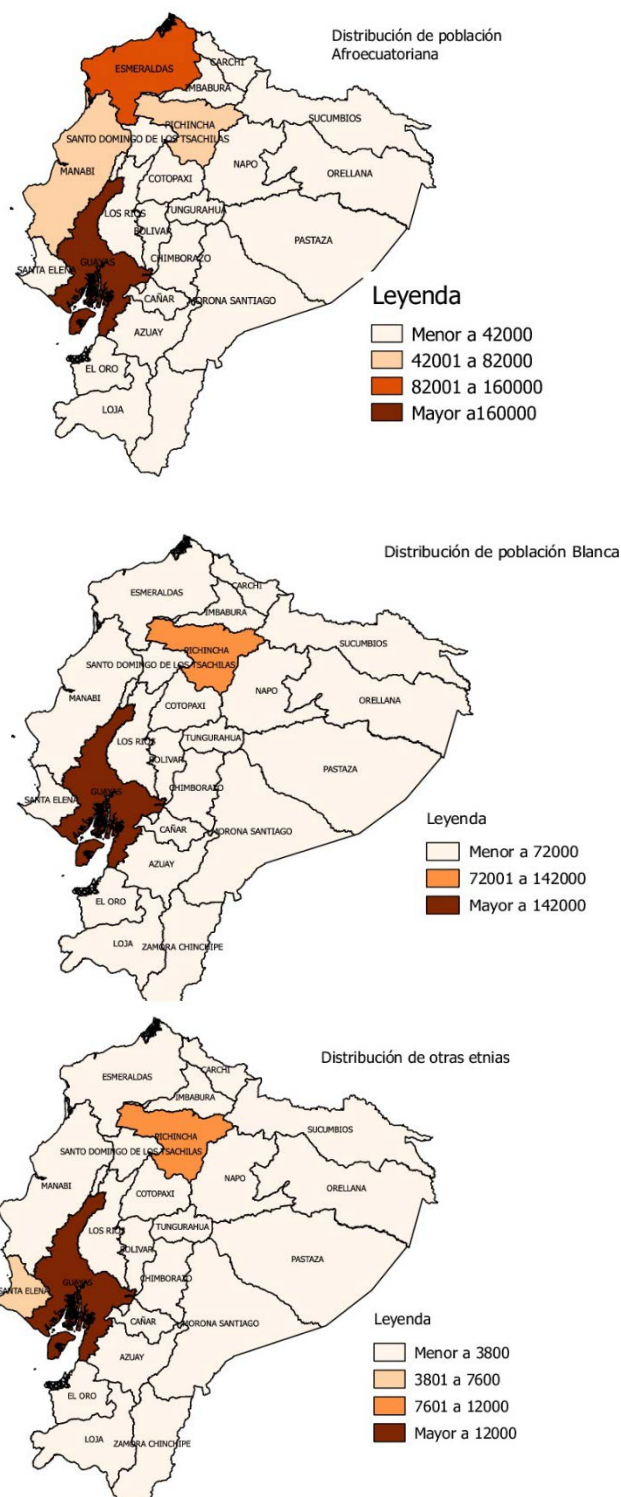 Distribución de población
Afroecuatoriana
ESMERALDAS
CARCHI
IMBABURA
PICHINCHA
SUCUMBIOS
SANTO DOMINGO DE LOS TSACHILAS
MANABI
NAPO
ORELLANA
COTOPAXI
LOS RIOS
TUNGURAHUA
BOLIVAR
PASTAZA
CHIMBORAZO
SANTA ELENA
GUAYAS
CAÑAR
MORONA SANTIAGO
AZUAY
EL ORO
LOJA
Leyenda
Menor a 42000
42001 a 82000
82001 a 160000
Mayor a160000
Distribución de población Blanca
ESMERALDAS
CARCHI
IMBABURA
PICHINCHA
SUCUMBIOS
SANTO DOMINGO DE LOS TSACHILAS
MANABI
NAPO
ORELLANA
COTOPAXI
LOS RIOS
TUNGURAHUA
BOLIVAR
PASTAZA
CHIMBORAZO
SANTA ELENA
GUAYAS
CAÑAR
MORONA SANTIAGO
AZUAY
EL ORO
LOJA
ZAMORA CHINCHIPE
Leyenda
Menor a 72000
72001 a 142000
Mayor a 142000
Distribución de otras etnias
ESMERALDAS
CARCHI
IMBABURA
PICHINCHA
SUCUMBIOS
SANTO DOMINGO DE LOS TSACHILAS
MANABI
NAPO
ORELLANA
COTOPAXI
LOS RIOS
TUNGURAHUA
BOLIVAR
PASTAZA
CHIMBORAZO
SANTA ELENA
GUAYAS
CAÑAR
MORONA SANTIAGO
AZUAY
EL ORO
LOJA
ZAMORA CHINCHIPE
Leyenda
Menor a 3800
3801 a 7600
7601 a 12000
Mayor a 12000